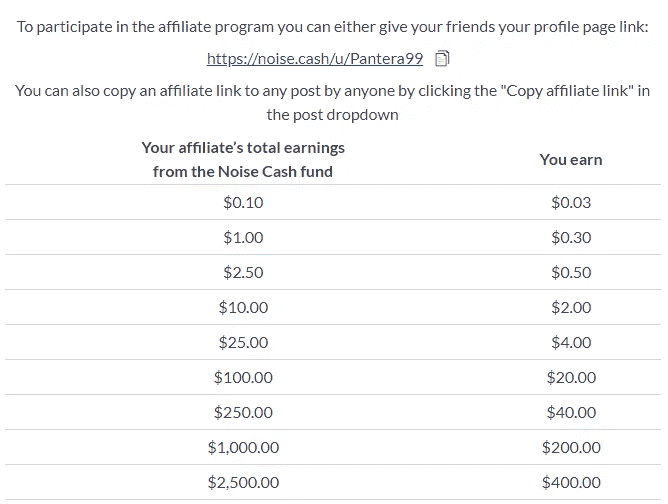 To participate in the affiliate program you can either give your friends your profile page link:
https://noise.cash/u/Pantera99
You can also copy an affiliate link to any post by anyone by clicking the "Copy affiliate link" in
the post dropdown
Your affiliate's total earnings
from the Noise Cash fund You earn
$0.10 $0.03
$1.00 $0.30
$2.50 $0.50
$10.00 $2.00
$25.00 $4.00
$100.00 $20.00
$250.00 $40.00
$1,000.00 $200.00
$2,500.00 $400.00